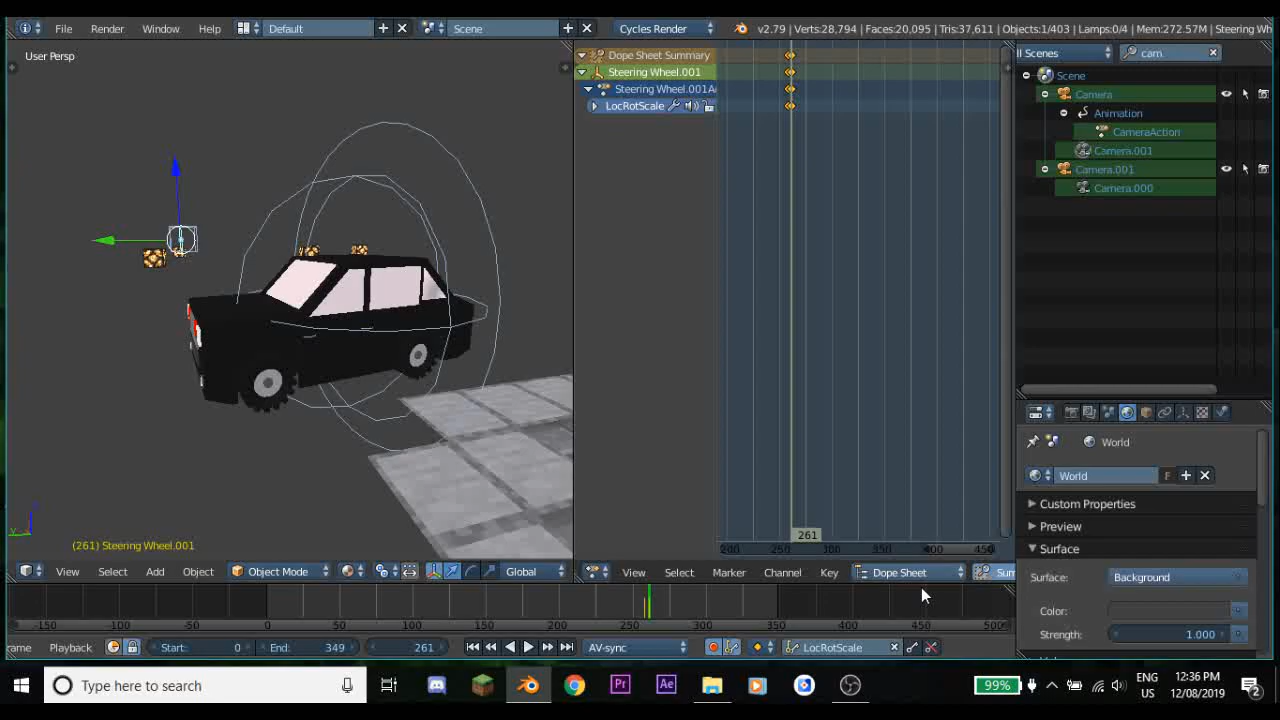 File Render Window Help Default Scene Cycles Render v2.79 | Verts:28,794 | Faces:20,095 | Tris:37,611 | Objects:1/403 | Lamps:0/4 | Mem:272.57M | Steering Wh
User Persp
Dope Sheet Summary
Steering Wheel.001
Steering Wheel.001A
LocRotScale
261
200 250 300 350 400 450
(261) Steering Wheel.001
ll Scenes cam
Scene
Camera
Animation
CameraAction
Camera.001
Camera.001
Camera.000
World
World F
Custom Properties
Preview
Surface
Surface: Background
Color:
Strength: 1.000
View Select Add Object Object Mode Global
View Select Marker Channel Key Dope Sheet Sum
-150 -100 -50 0 50 100 150 200 250 300 350 400 450 500
rame Playback Start: 0 End: 349 261 AV-sync LocRotScale
Type here to search
Pr Ae
99%
ENG
US
12:36 PM
12/08/2019
2